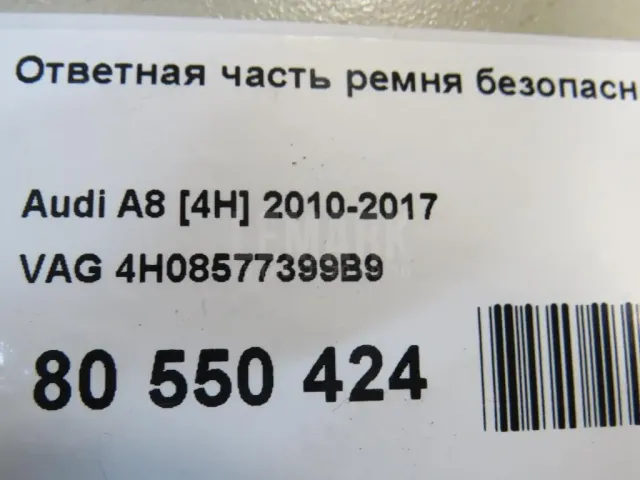 Ответная часть ремня безопасн
Audi A8 [4H] 2010-2017
VAG 4H08577399B9
80 550 424